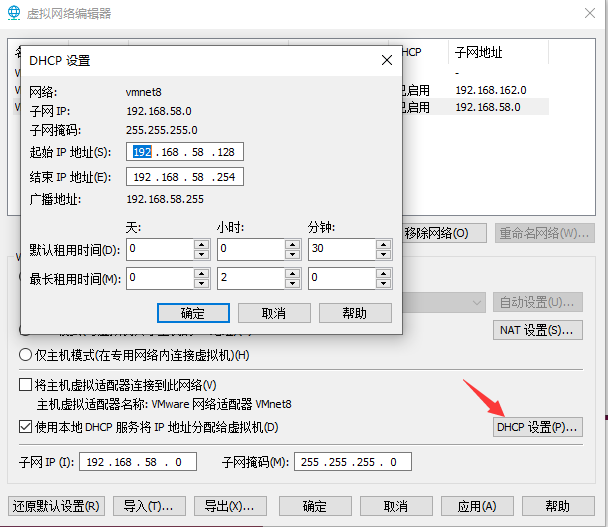 虚拟网络编辑器
HCP 子网地址
-
已启用 192.168.162.0
已启用 192.168.58.0
DHCP 设置
网络: vmnet8
子网 IP: 192.168.58.0
子网掩码: 255.255.255.0
起始 IP 地址(S): 192 . 168 . 58 . 128
结束 IP 地址(E): 192 . 168 . 58 . 254
广播地址: 192.168.58.255
天: 小时: 分钟:
默认租用时间(D): 0 0 30
最长租用时间(M): 0 2 0
确定 取消 帮助
移除网络(O) 重命名网络(W)...
自动设置(U)...
NAT 设置(S)...
仅主机模式(在专用网络内连接虚拟机)(H)
将主机虚拟适配器连接到此网络(V)
主机虚拟适配器名称: VMware 网络适配器 VMnet8
使用本地 DHCP 服务将 IP 地址分配给虚拟机(D) DHCP 设置(P)...
子网 IP (I): 192 . 168 . 58 . 0 子网掩码(M): 255 . 255 . 255 . 0
还原默认设置(R) 导入(T)... 导出(X)... 确定 取消 应用(A) 帮助